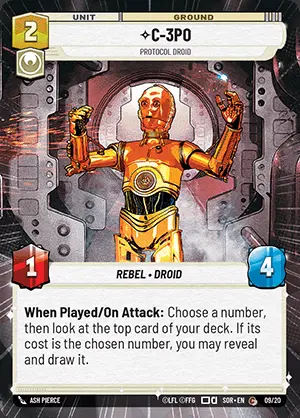 UNIT GROUND
2
✧C-3PO
PROTOCOL DROID
1
4
REBEL • DROID
When Played/On Attack: Choose a number,
then look at the top card of your deck. If its
cost is the chosen number, you may reveal
and draw it.
ASH PIERCE ©LFL ©FFG SOR • EN C 09/20